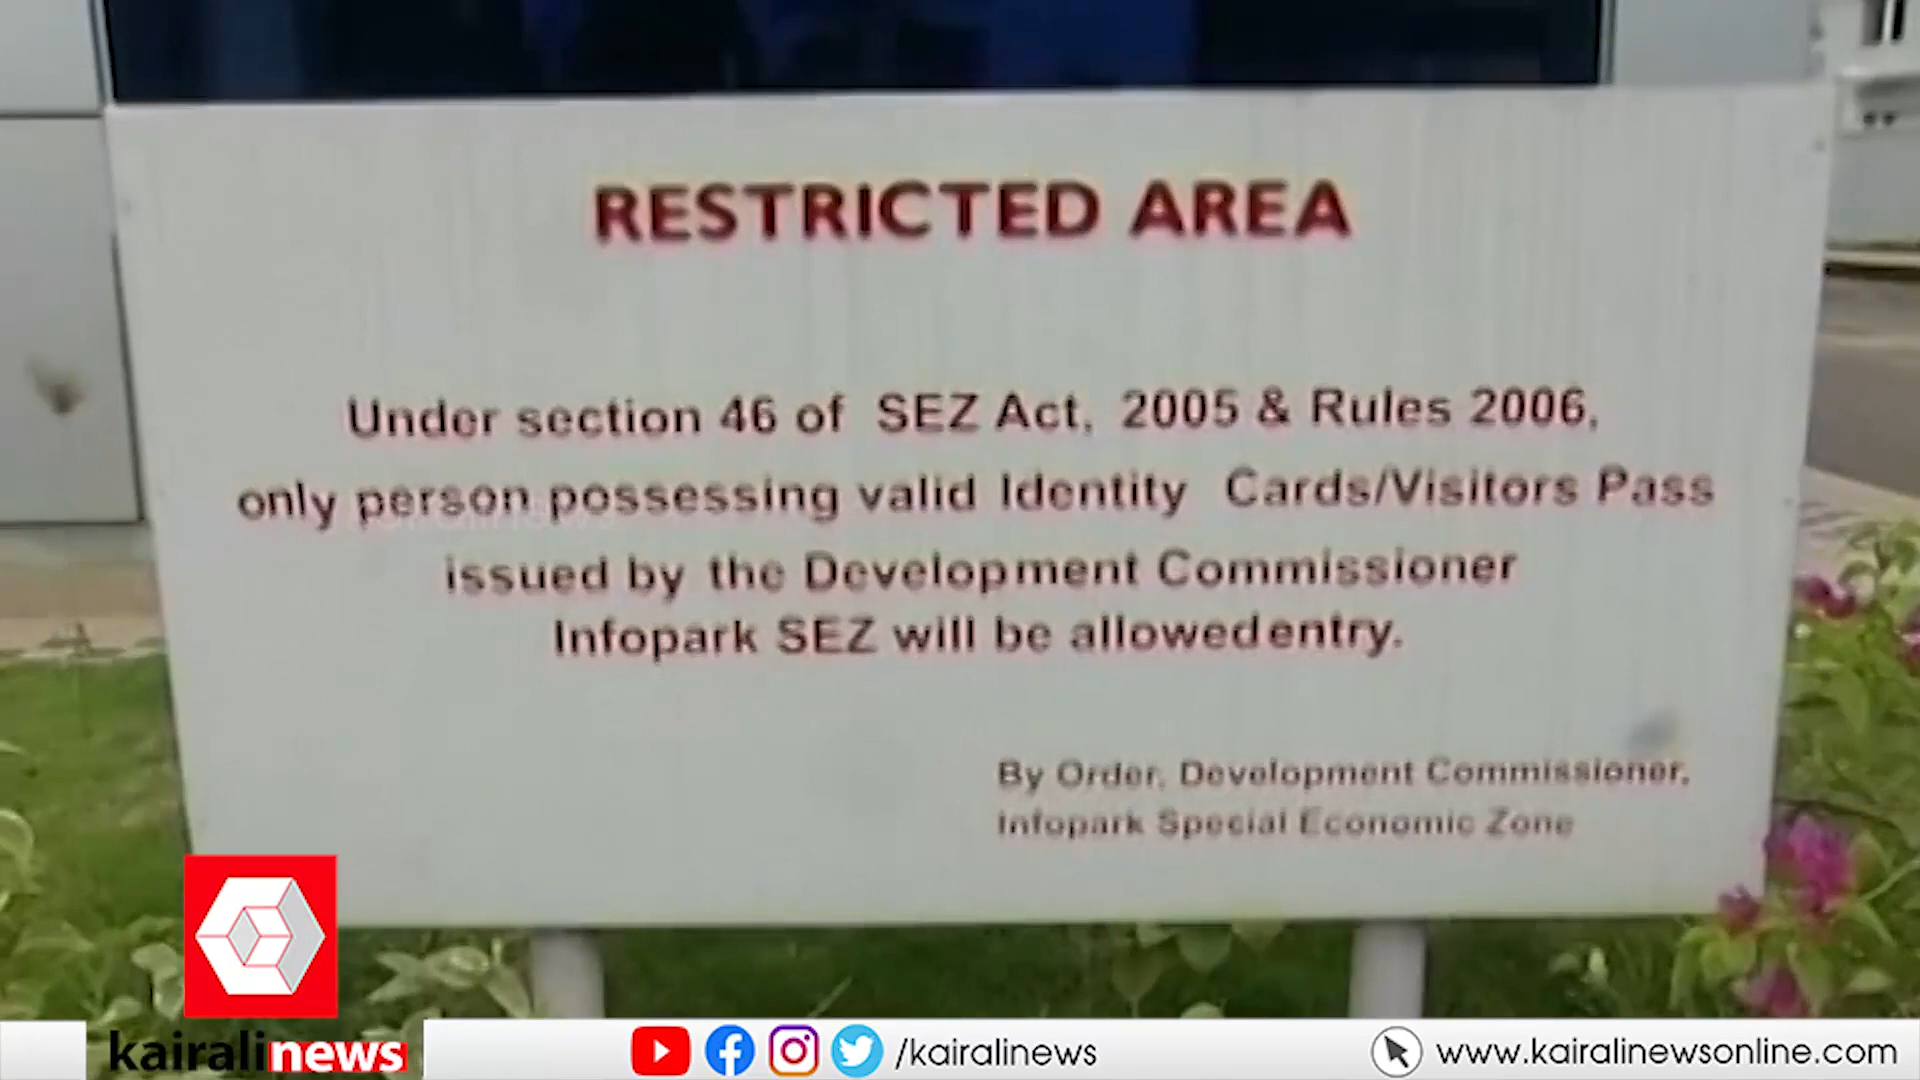 RESTRICTED AREA
Under section 46 of SEZ Act, 2005 & Rules 2006,
only person possessing valid Identity Cards/Visitors Pass
issued by the Development Commissioner
Infopark SEZ will be allowed entry.
By Order, Development Commissioner,
Infopark Special Economic Zone
kairalinews
/kairalinews
www.kairalinewsonline.com